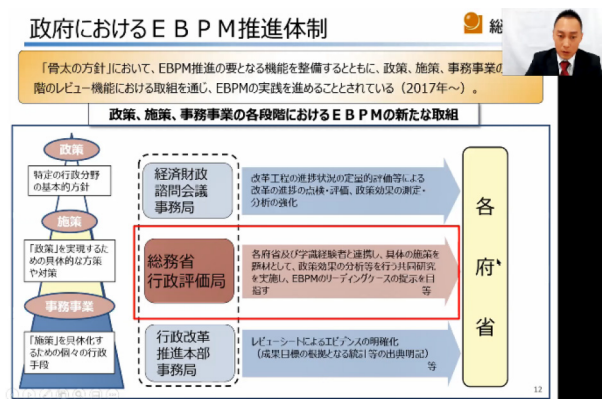 政府におけるＥＢＰＭ推進体制
総
「骨太の方針」において、EBPM推進の要となる機能を整備するとともに、政策、施策、事務事業の
階のレビュー機能における取組を通じ、EBPMの実践を進めることとされている（2017年～）。
政策、施策、事務事業の各段階におけるＥＢＰＭの新たな取組
政策
特定の行政分野
の基本的方針
施策
「政策」を実現するた
めの具体的な方策
や対策
事務事業
「施策」を具体化す
るための個々の行政
手段
経済財政
諮問会議
事務局
改革工程の進捗状況の定量的評価等による
改革の進捗の点検・評価、政策効果の測定・
分析の強化
総務省
行政評価局
各府省及び学識経験者と連携し、具体の施策を
題材として、政策効果の分析等を行う共同研究
を実施し、EBPMのリーディングケースの提示を目
指す 等
行政改革
推進本部
事務局
レビューシートによるエビデンスの明確化
（成果目標の根拠となる統計等の出典明記）
等
各
府
省
12